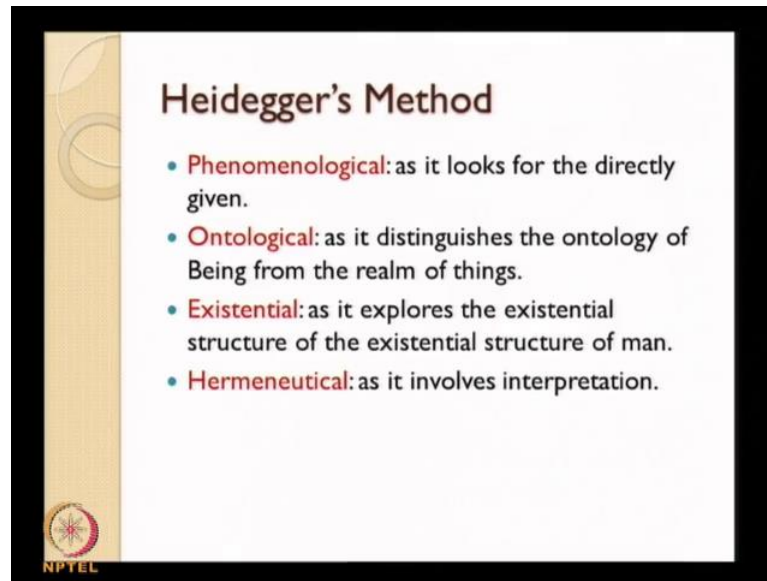 Heidegger's Method
• Phenomenological: as it looks for the directly
given.
• Ontological: as it distinguishes the ontology of
Being from the realm of things.
• Existential: as it explores the existential
structure of the existential structure of man.
• Hermeneutical: as it involves interpretation.
NPTEL